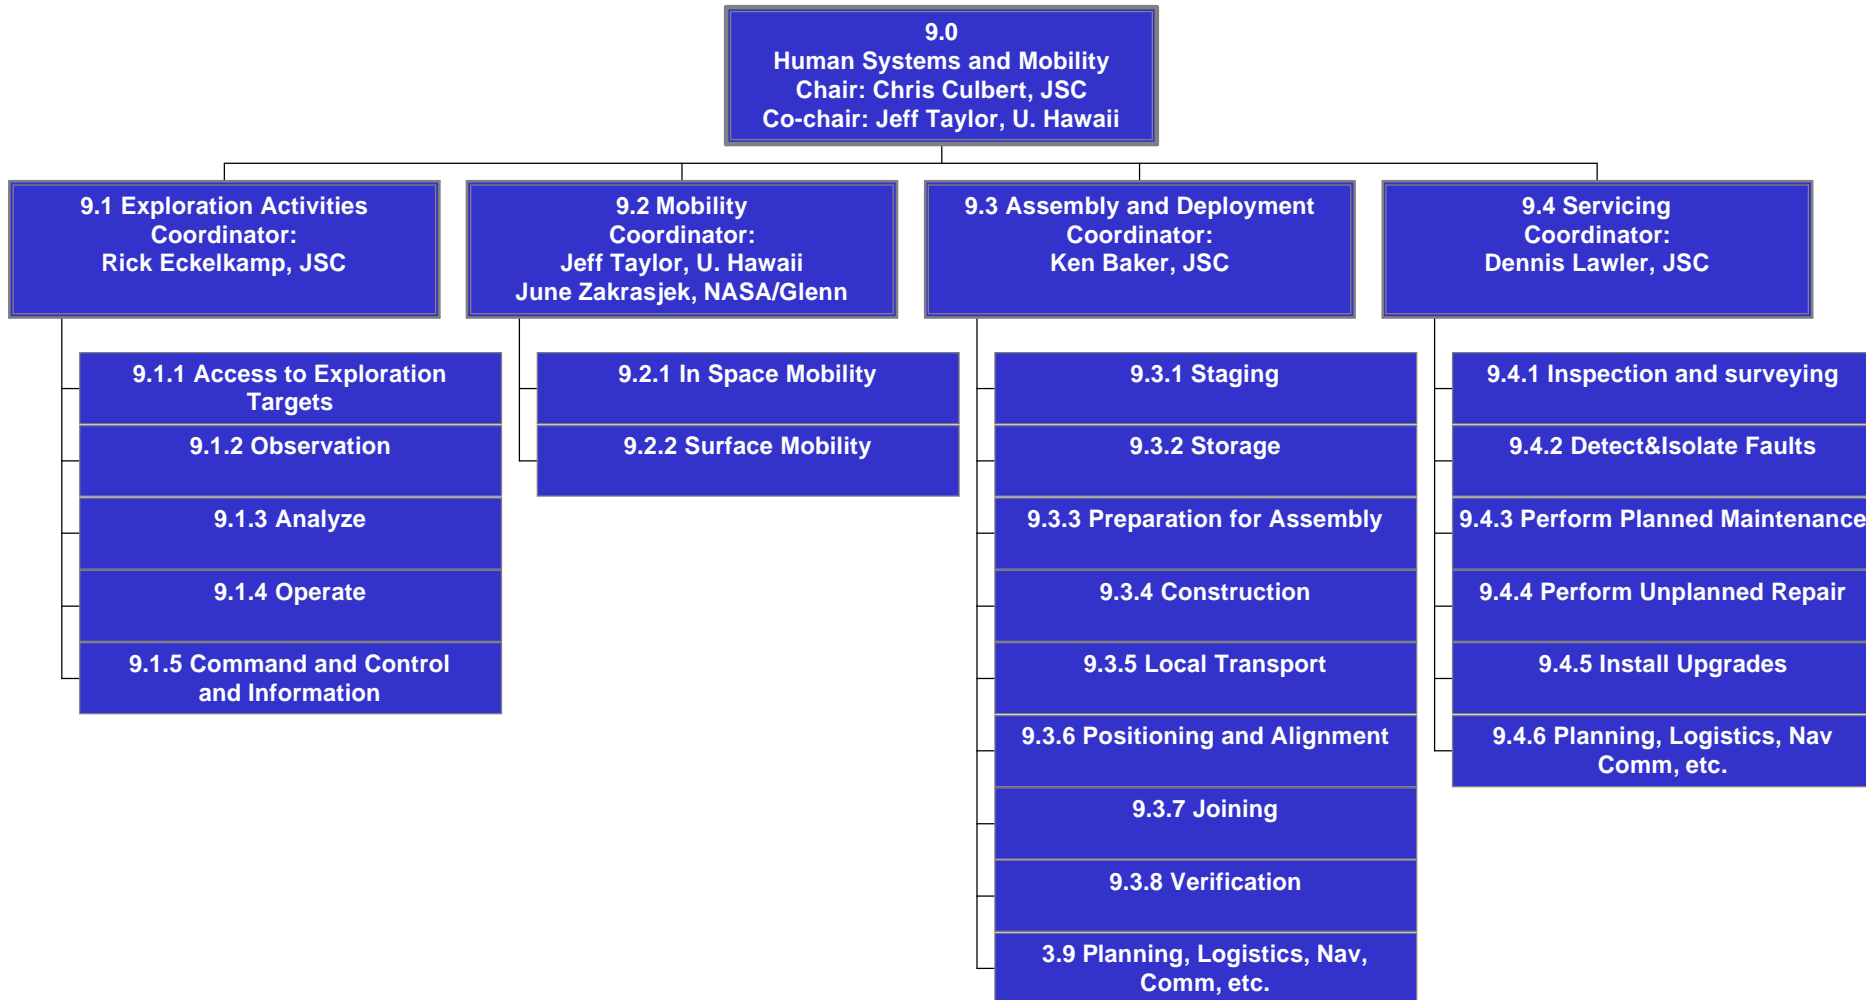 9.0
Human Systems and Mobility
Chair: Chris Culbert, JSC
Co-chair: Jeff Taylor, U. Hawaii
9.1 Exploration Activities
Coordinator:
Rick Eckelkamp, JSC
9.1.1 Access to Exploration
Targets
9.1.2 Observation
9.1.3 Analyze
9.1.4 Operate
9.1.5 Command and Control
and Information
9.2 Mobility
Coordinator:
Jeff Taylor, U. Hawaii
June Zakrasjek, NASA/Glenn
9.2.1 In Space Mobility
9.2.2 Surface Mobility
9.3 Assembly and Deployment
Coordinator:
Ken Baker, JSC
9.3.1 Staging
9.3.2 Storage
9.3.3 Preparation for Assembly
9.3.4 Construction
9.3.5 Local Transport
9.3.6 Positioning and Alignment
9.3.7 Joining
9.3.8 Verification
3.9 Planning, Logistics, Nav,
Comm, etc.
9.4 Servicing
Coordinator:
Dennis Lawler, JSC
9.4.1 Inspection and surveying
9.4.2 Detect&Isolate Faults
9.4.3 Perform Planned Maintenance
9.4.4 Perform Unplanned Repair
9.4.5 Install Upgrades
9.4.6 Planning, Logistics, Nav
Comm, etc.